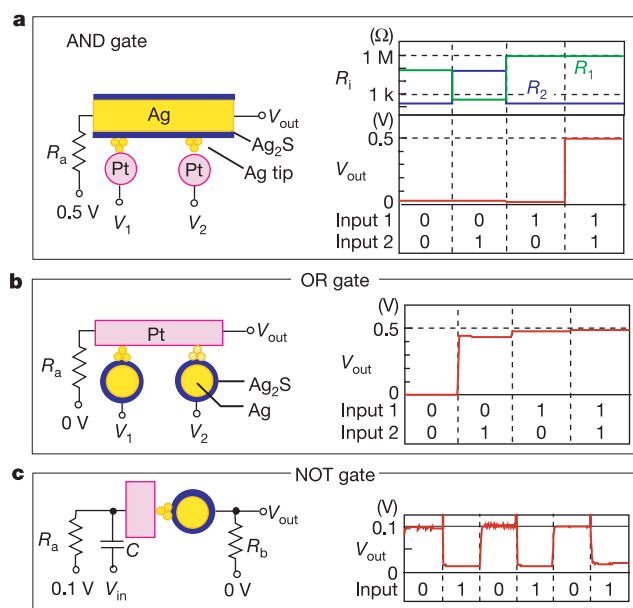 a
AND gate
Ag
Vout
Ag2S
Ag tip
Ra
Pt
Pt
0.5 V
V1
V2
(Ω)
1 M
R1
Ri
R2
1 k
(V)
0.5
Vout
0
Input 1 0 0 1 1
Input 2 0 1 0 1
b
OR gate
Pt
Vout
Ra
Ag2S
Ag
0 V
V1
V2
(V)
0.5
Vout
0
Input 1 0 0 1 1
Input 2 0 1 0 1
c
NOT gate
Vout
Ra
C
Rb
0.1 V
Vin
0 V
(V)
0.1
Vout
0
Input 0 1 0 1 0 1